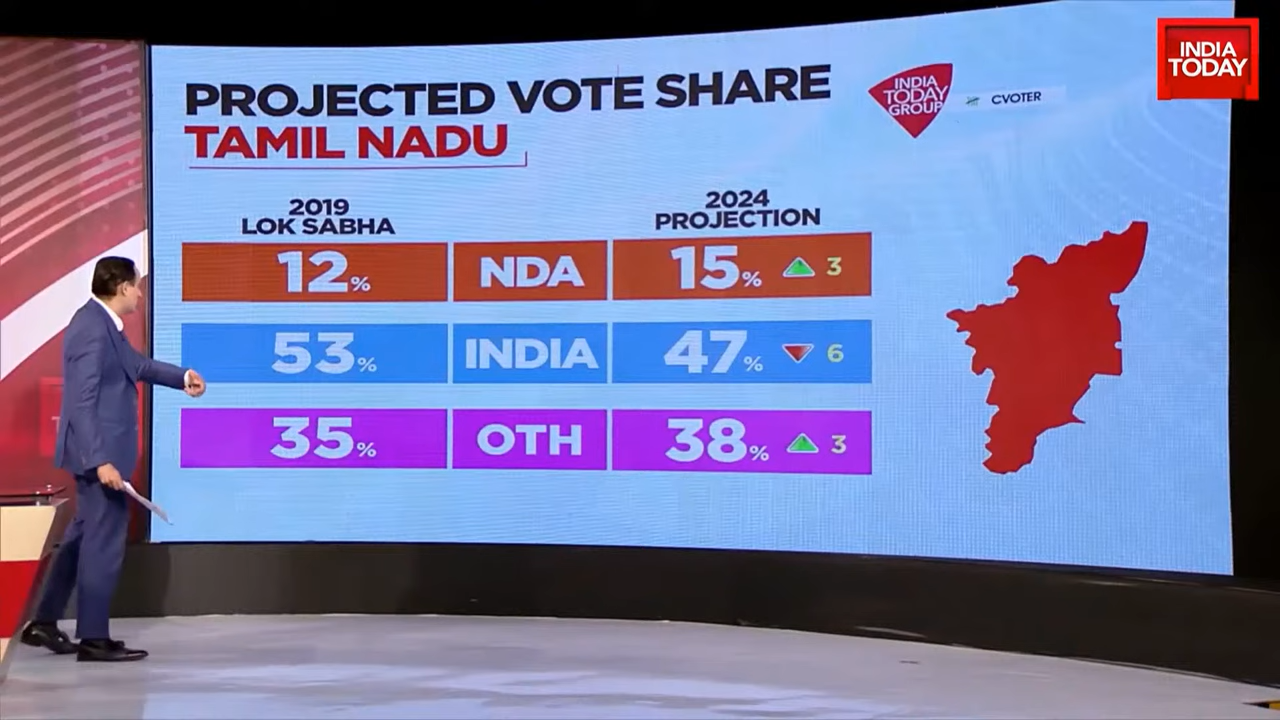 PROJECTED VOTE SHARE
TAMIL NADU
INDIA
TODAY
GROUP
CVOTER
INDIA
TODAY
2019
LOK SABHA
2024
PROJECTION
12% NDA 15% 3
53% INDIA 47% 6
35% OTH 38% 3